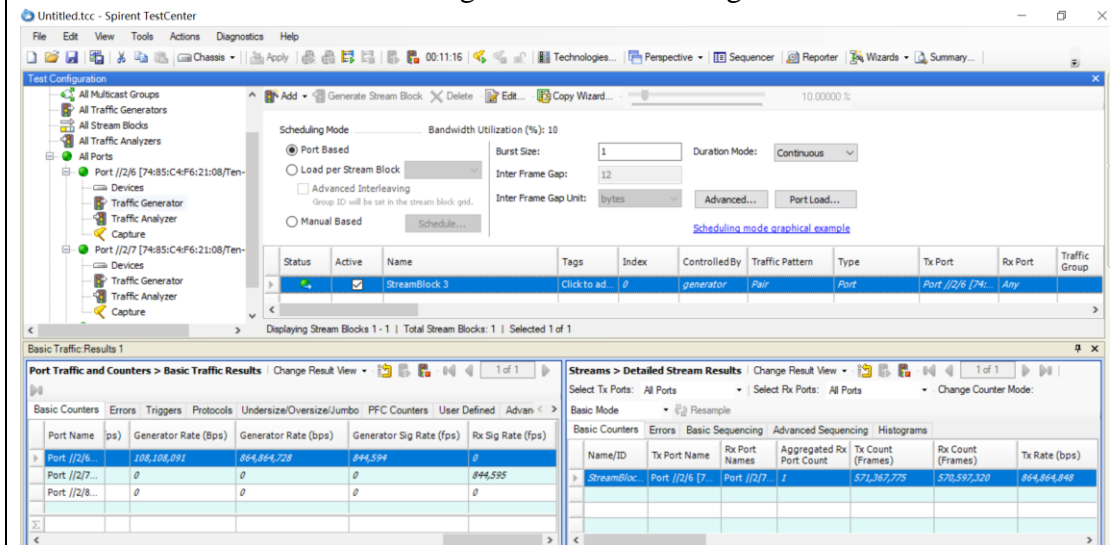 Untitled.tcc - Spirent TestCenter
File Edit View Tools Actions Diagnostics Help
Chassis Apply 00:11:16 Technologies... Perspective Sequencer Reporter Wizards Summary...
Test Configuration
All Multicast Groups
All Traffic Generators
All Stream Blocks
All Traffic Analyzers
All Ports
Port //2/6 [74:85:C4:F6:21:08/Ten-
Devices
Traffic Generator
Traffic Analyzer
Capture
Port //2/7 [74:85:C4:F6:21:08/Ten-
Devices
Traffic Generator
Traffic Analyzer
Capture
Add Generate Stream Block Delete Edit... Copy Wizard... 10.00000 %
Scheduling Mode Bandwidth Utilization (%): 10
Port Based Burst Size: 1 Duration Mode: Continuous
Load per Stream Block Inter Frame Gap: 12
Advanced Interleaving
Group ID will be set in the stream block grid.
Inter Frame Gap Unit: bytes Advanced... Port Load...
Manual Based Schedule...
Scheduling mode graphical example
Status Active Name Tags Index ControlledBy Traffic Pattern Type Tx Port Rx Port Traffic Group
StreamBlock 3 Click to ad... 0 generator Pair Port Port //2/6 [74:... Any
Displaying Stream Blocks 1 - 1 | Total Stream Blocks: 1 | Selected 1 of 1
Basic Traffic:Results 1
Port Traffic and Counters > Basic Traffic Results Change Result View 1 of 1
Basic Counters Errors Triggers Protocols Undersize/Oversize/Jumbo PFC Counters User Defined Advan
Port Name ps) Generator Rate (Bps) Generator Rate (bps) Generator Sig Rate (fps) Rx Sig Rate (fps)
Port //2/6... 108,108,091 864,864,728 844,594 0
Port //2/7... 0 0 0 844,595
Port //2/8... 0 0 0 0
Streams > Detailed Stream Results Change Result View 1 of 1
Select Tx Ports: All Ports Select Rx Ports: All Ports Change Counter Mode:
Basic Mode Resample
Basic Counters Errors Basic Sequencing Advanced Sequencing Histograms
Name/ID Tx Port Name Rx Port Names Aggregated Rx Port Count Tx Count (Frames) Rx Count (Frames) Tx Rate (bps)
StreamBloc... Port //2/6 [7... Port //2/7... 1 571,367,775 570,597,320 864,864,848